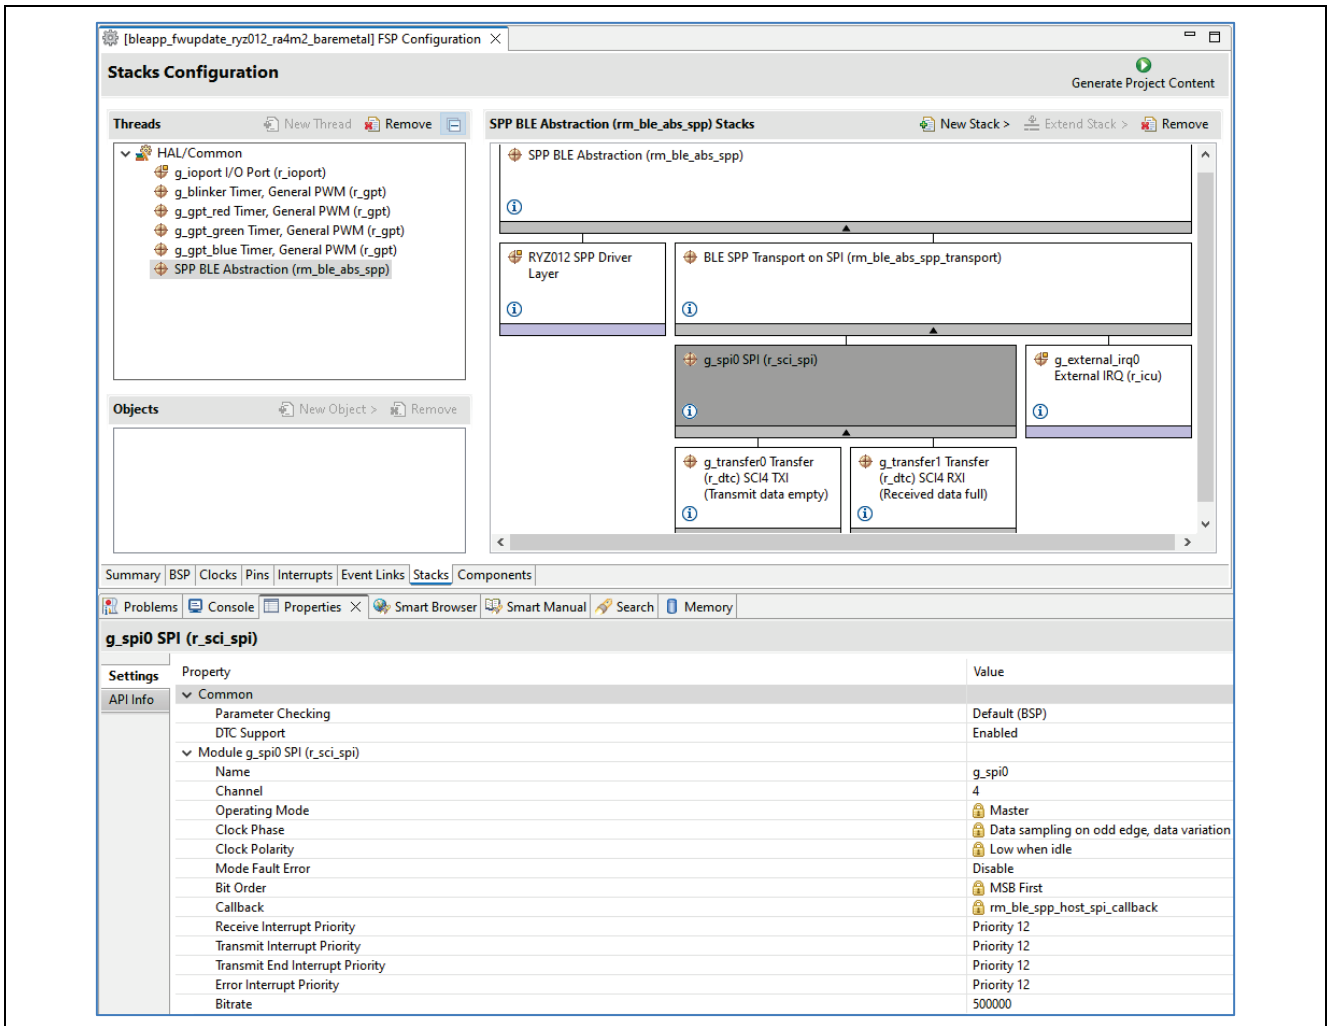 [bleapp_fwupdate_ryz012_ra4m2_baremetal] FSP Configuration
Stacks Configuration
Generate Project Content
Threads
New Thread
Remove
HAL/Common
g_ioport I/O Port (r_ioport)
g_blinker Timer, General PWM (r_gpt)
g_gpt_red Timer, General PWM (r_gpt)
g_gpt_green Timer, General PWM (r_gpt)
g_gpt_blue Timer, General PWM (r_gpt)
SPP BLE Abstraction (rm_ble_abs_spp)
Objects
New Object >
Remove
SPP BLE Abstraction (rm_ble_abs_spp) Stacks
New Stack >
Extend Stack >
Remove
SPP BLE Abstraction (rm_ble_abs_spp)
RYZ012 SPP Driver
Layer
BLE SPP Transport on SPI (rm_ble_abs_spp_transport)
g_spi0 SPI (r_sci_spi)
g_external_irq0
External IRQ (r_icu)
g_transfer0 Transfer
(r_dtc) SCI4 TXI
(Transmit data empty)
g_transfer1 Transfer
(r_dtc) SCI4 RXI
(Received data full)
Summary BSP Clocks Pins Interrupts Event Links Stacks Components
Problems Console Properties Smart Browser Smart Manual Search Memory
g_spi0 SPI (r_sci_spi)
Settings
API Info
Property Value
Common
Parameter Checking Default (BSP)
DTC Support Enabled
Module g_spi0 SPI (r_sci_spi)
Name g_spi0
Channel 4
Operating Mode Master
Clock Phase Data sampling on odd edge, data variation
Clock Polarity Low when idle
Mode Fault Error Disable
Bit Order MSB First
Callback rm_ble_spp_host_spi_callback
Receive Interrupt Priority Priority 12
Transmit Interrupt Priority Priority 12
Transmit End Interrupt Priority Priority 12
Error Interrupt Priority Priority 12
Bitrate 500000